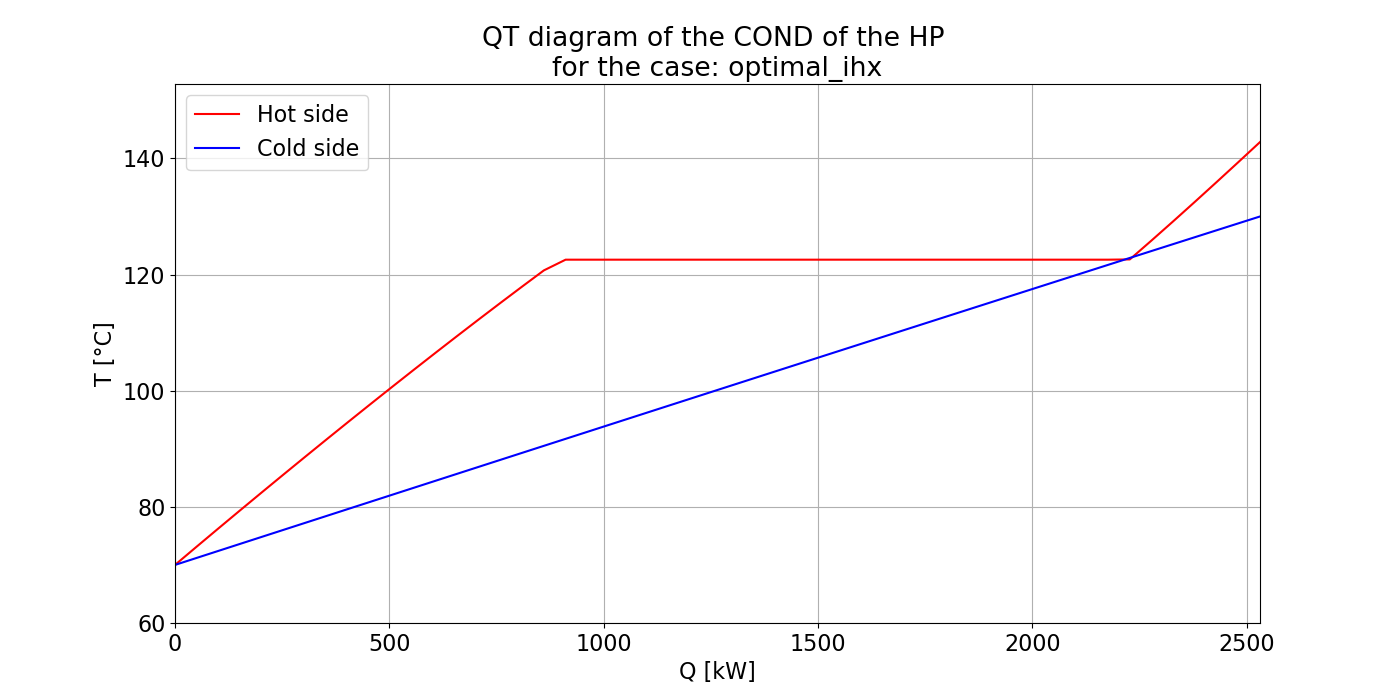 QT diagram of the COND of the HP
for the case: optimal_ihx
Hot side
Cold side
140
120
100
80
60
T [°C]
0
500
1000
1500
2000
2500
Q [kW]